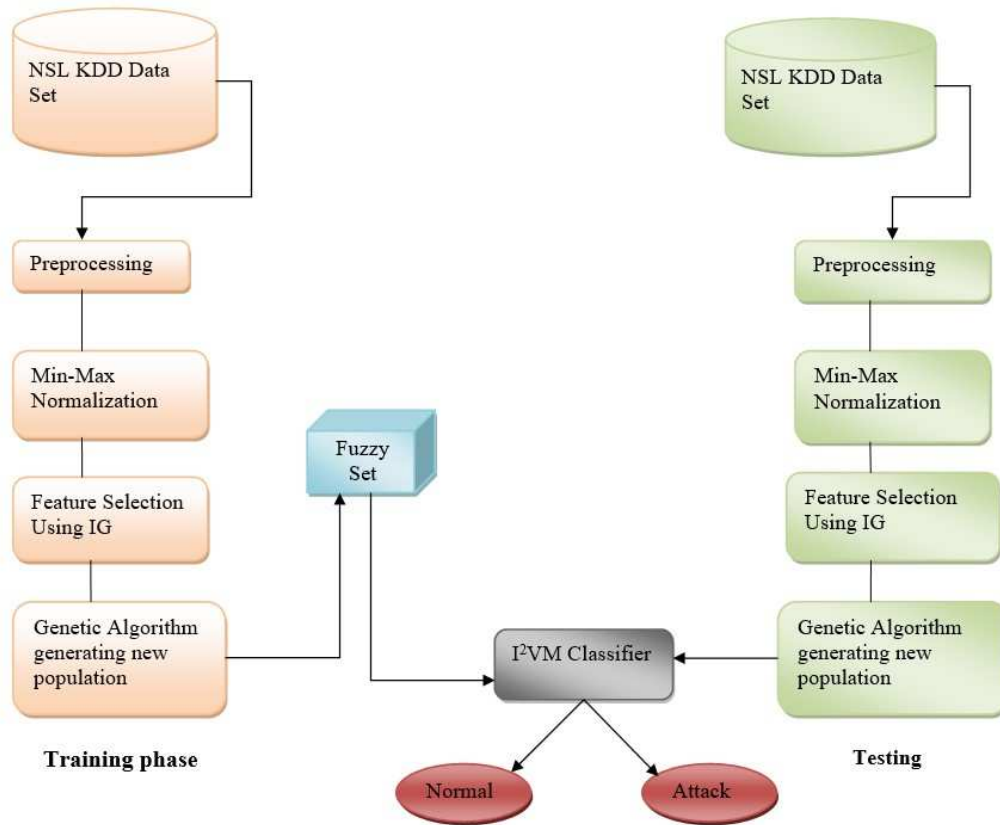 NSL KDD Data
Set
Preprocessing
Min-Max
Normalization
Feature Selection
Using IG
Genetic Algorithm
generating new
population
Training phase
Fuzzy
Set
I²VM Classifier
Normal
Attack
NSL KDD Data
Set
Preprocessing
Min-Max
Normalization
Feature Selection
Using IG
Genetic Algorithm
generating new
population
Testing